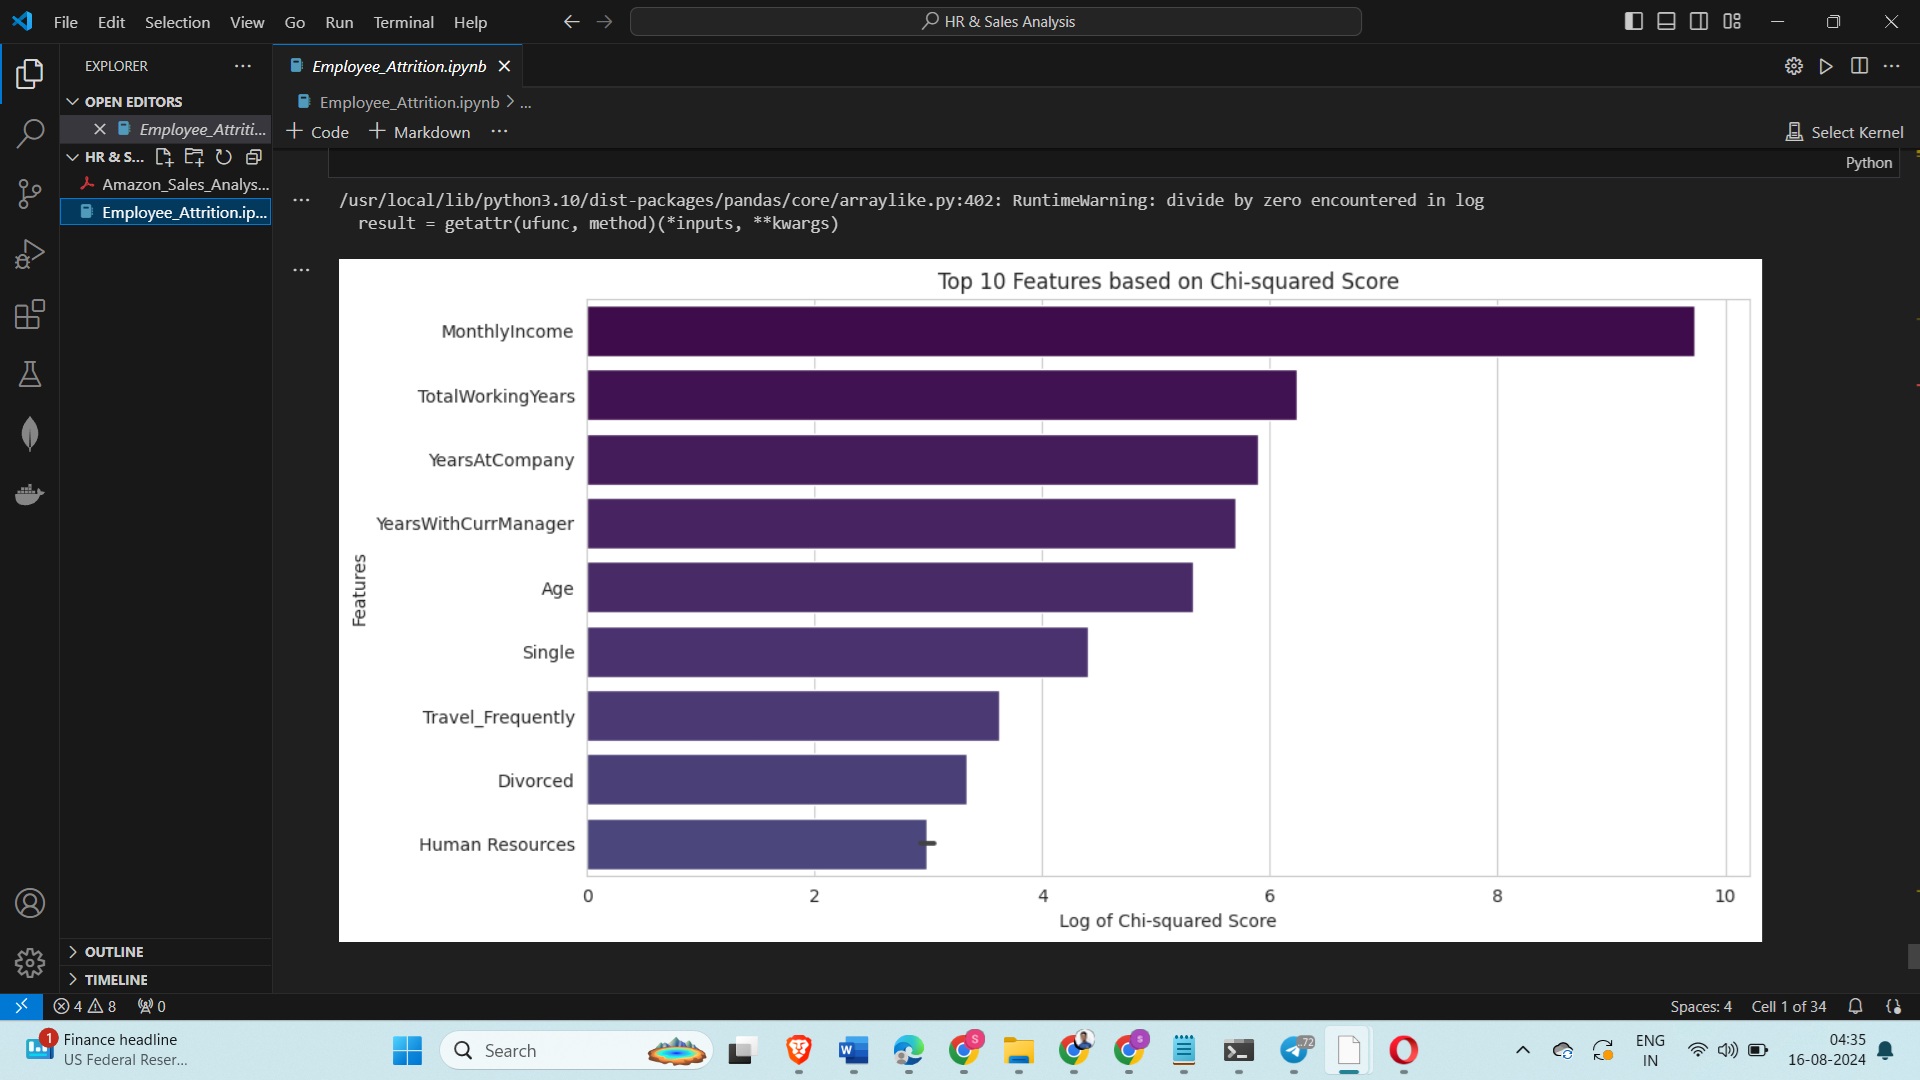 File Edit Selection View Go Run Terminal Help
HR & Sales Analysis
EXPLORER
OPEN EDITORS
Employee_Attriti...
HR & S...
Amazon_Sales_Analys...
Employee_Attrition.ip...
OUTLINE
TIMELINE
Employee_Attrition.ipynb
Employee_Attrition.ipynb > ...
+ Code + Markdown ...
Select Kernel
Python
/usr/local/lib/python3.10/dist-packages/pandas/core/arraylike.py:402: RuntimeWarning: divide by zero encountered in log
result = getattr(ufunc, method)(*inputs, **kwargs)
Top 10 Features based on Chi-squared Score
MonthlyIncome
TotalWorkingYears
YearsAtCompany
YearsWithCurrManager
Age
Single
Travel_Frequently
Divorced
Human Resources
Features
0 2 4 6 8 10
Log of Chi-squared Score
4 8 0
Spaces: 4 Cell 1 of 34
1
Finance headline
US Federal Reser...
Search
W
S
s
72
ENG
IN
04:35
16-08-2024